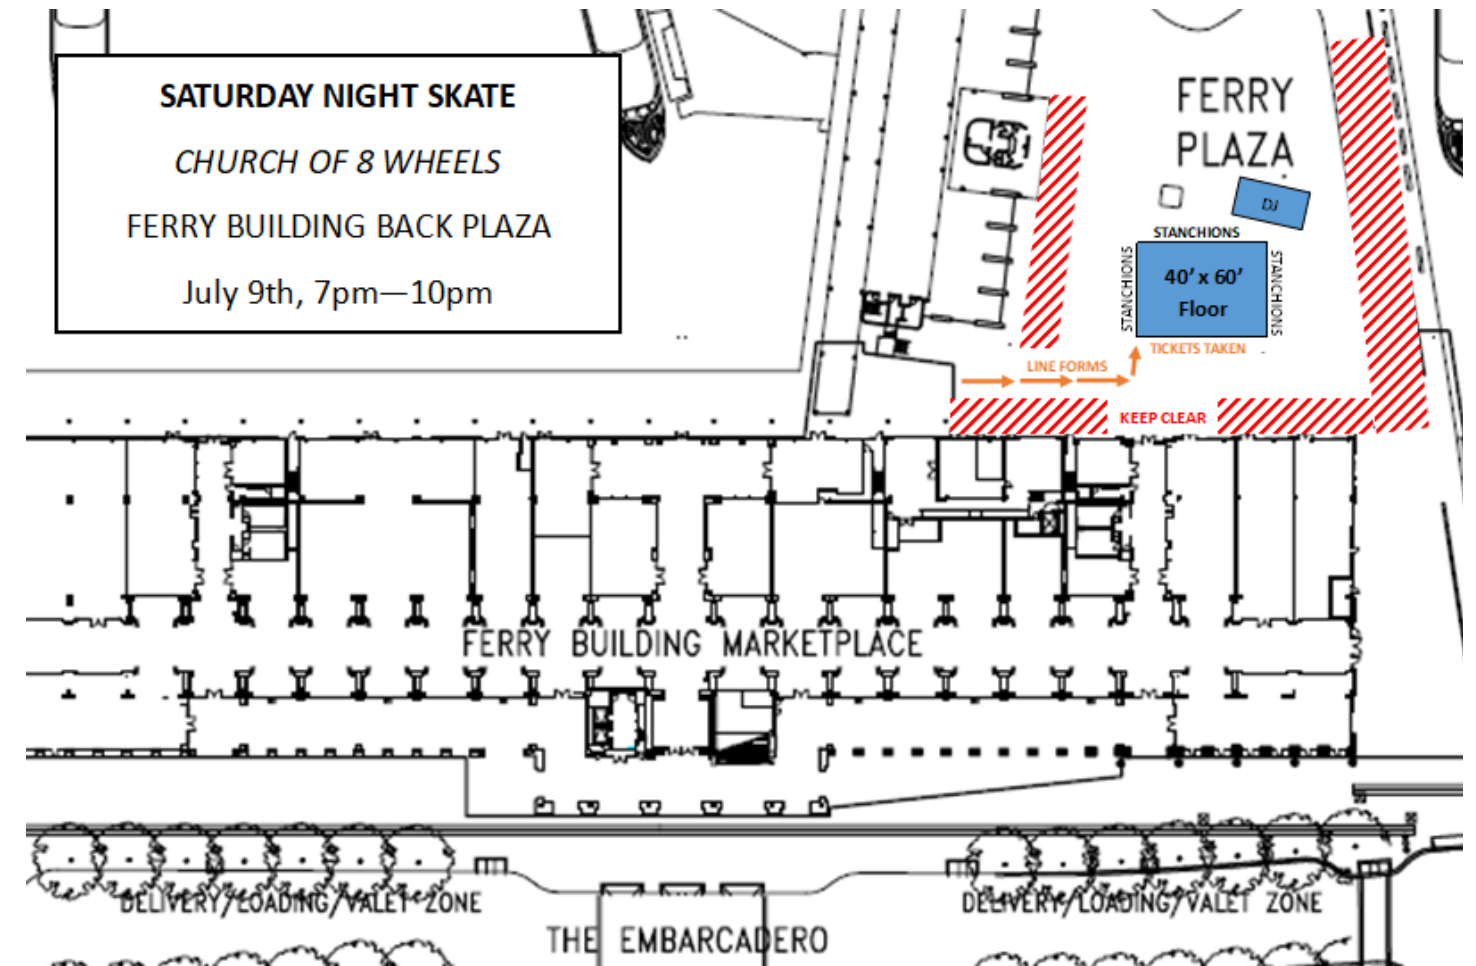 SATURDAY NIGHT SKATE
CHURCH OF 8 WHEELS
FERRY BUILDING BACK PLAZA
July 9th, 7pm—10pm
FERRY
PLAZA
DJ
STANCHIONS
STANCHIONS
40' x 60'
Floor
STANCHIONS
TICKETS TAKEN
LINE FORMS
KEEP CLEAR
FERRY BUILDING MARKETPLACE
DELIVERY/LOADING/VALET ZONE
DELIVERY/LOADING/VALET ZONE
THE EMBARCADERO